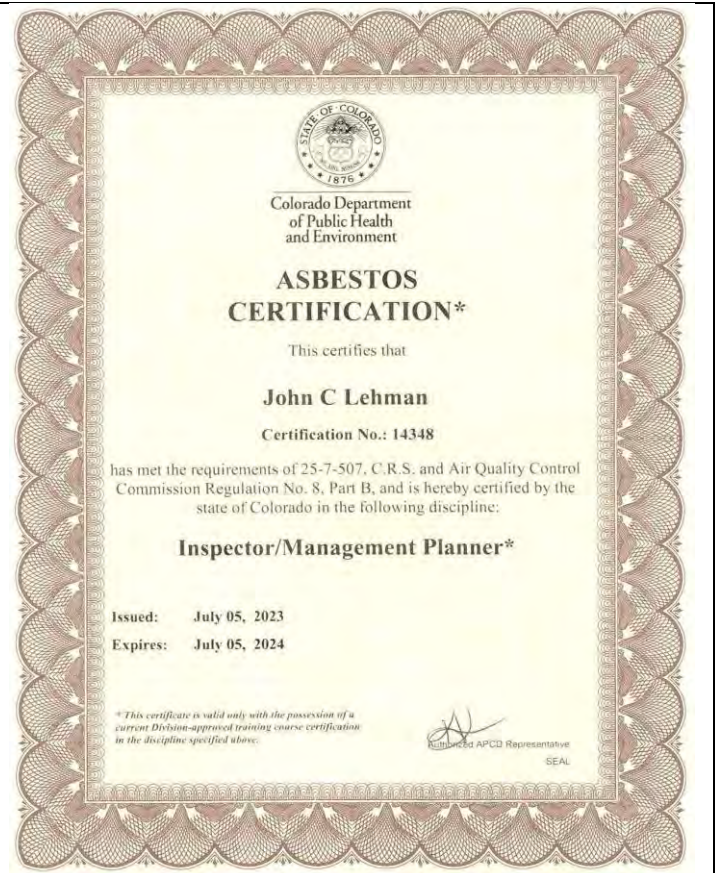 STATE · OF · COLORADO
1876
Colorado Department
of Public Health
and Environment
ASBESTOS
CERTIFICATION*
This certifies that
John C Lehman
Certification No.: 14348
has met the requirements of 25-7-507, C.R.S. and Air Quality Control
Commission Regulation No. 8, Part B, and is hereby certified by the
state of Colorado in the following discipline:
Inspector/Management Planner*
Issued: July 05, 2023
Expires: July 05, 2024
* This certificate is valid only with the possession of a
current Division-approved training course certification
in the discipline specified above.
Authorized APCD Representative
SEAL